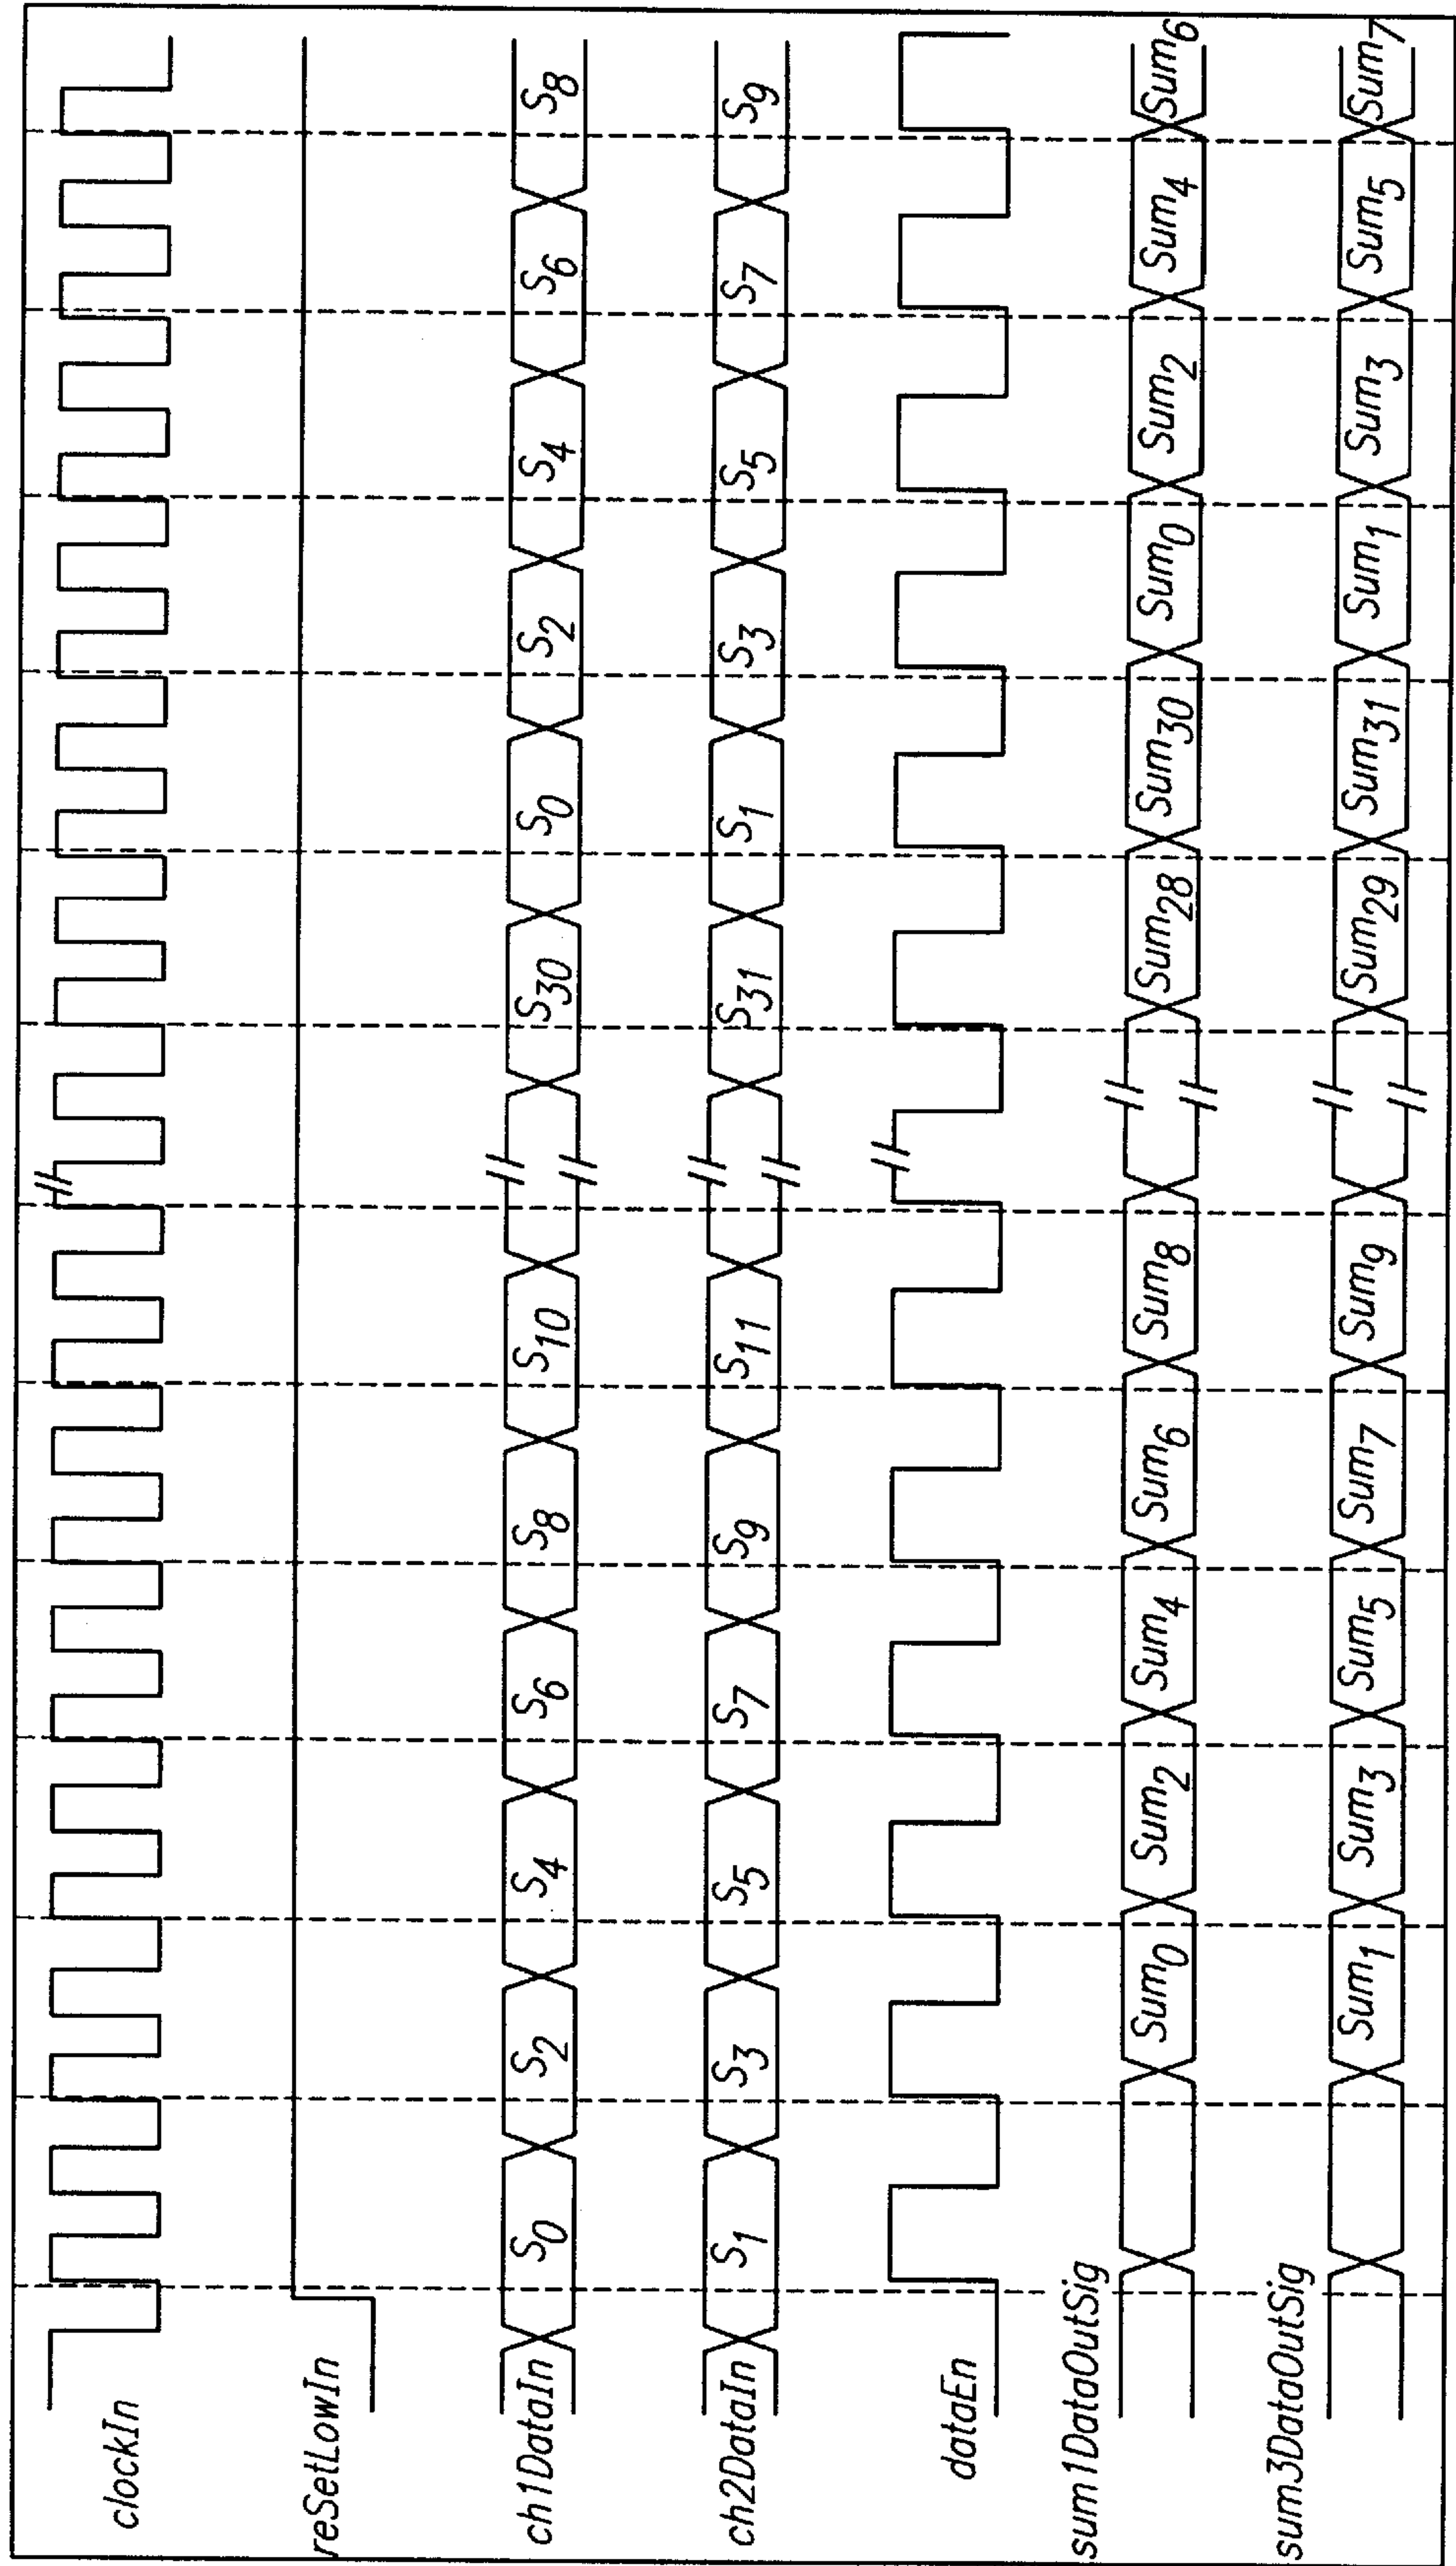 clockIn
reSetLowIn
ch1DataIn S0 S2 S4 S6 S8 S10 S30 S0 S2 S4 S6 S8
ch2DataIn S1 S3 S5 S7 S9 S11 S31 S1 S3 S5 S7 S9
dataEn
sum1DataOutSig Sum0 Sum2 Sum4 Sum6 Sum8 Sum28 Sum30 Sum0 Sum2 Sum4 Sum6
sum3DataOutSig Sum1 Sum3 Sum5 Sum7 Sum9 Sum29 Sum31 Sum1 Sum3 Sum5 Sum7